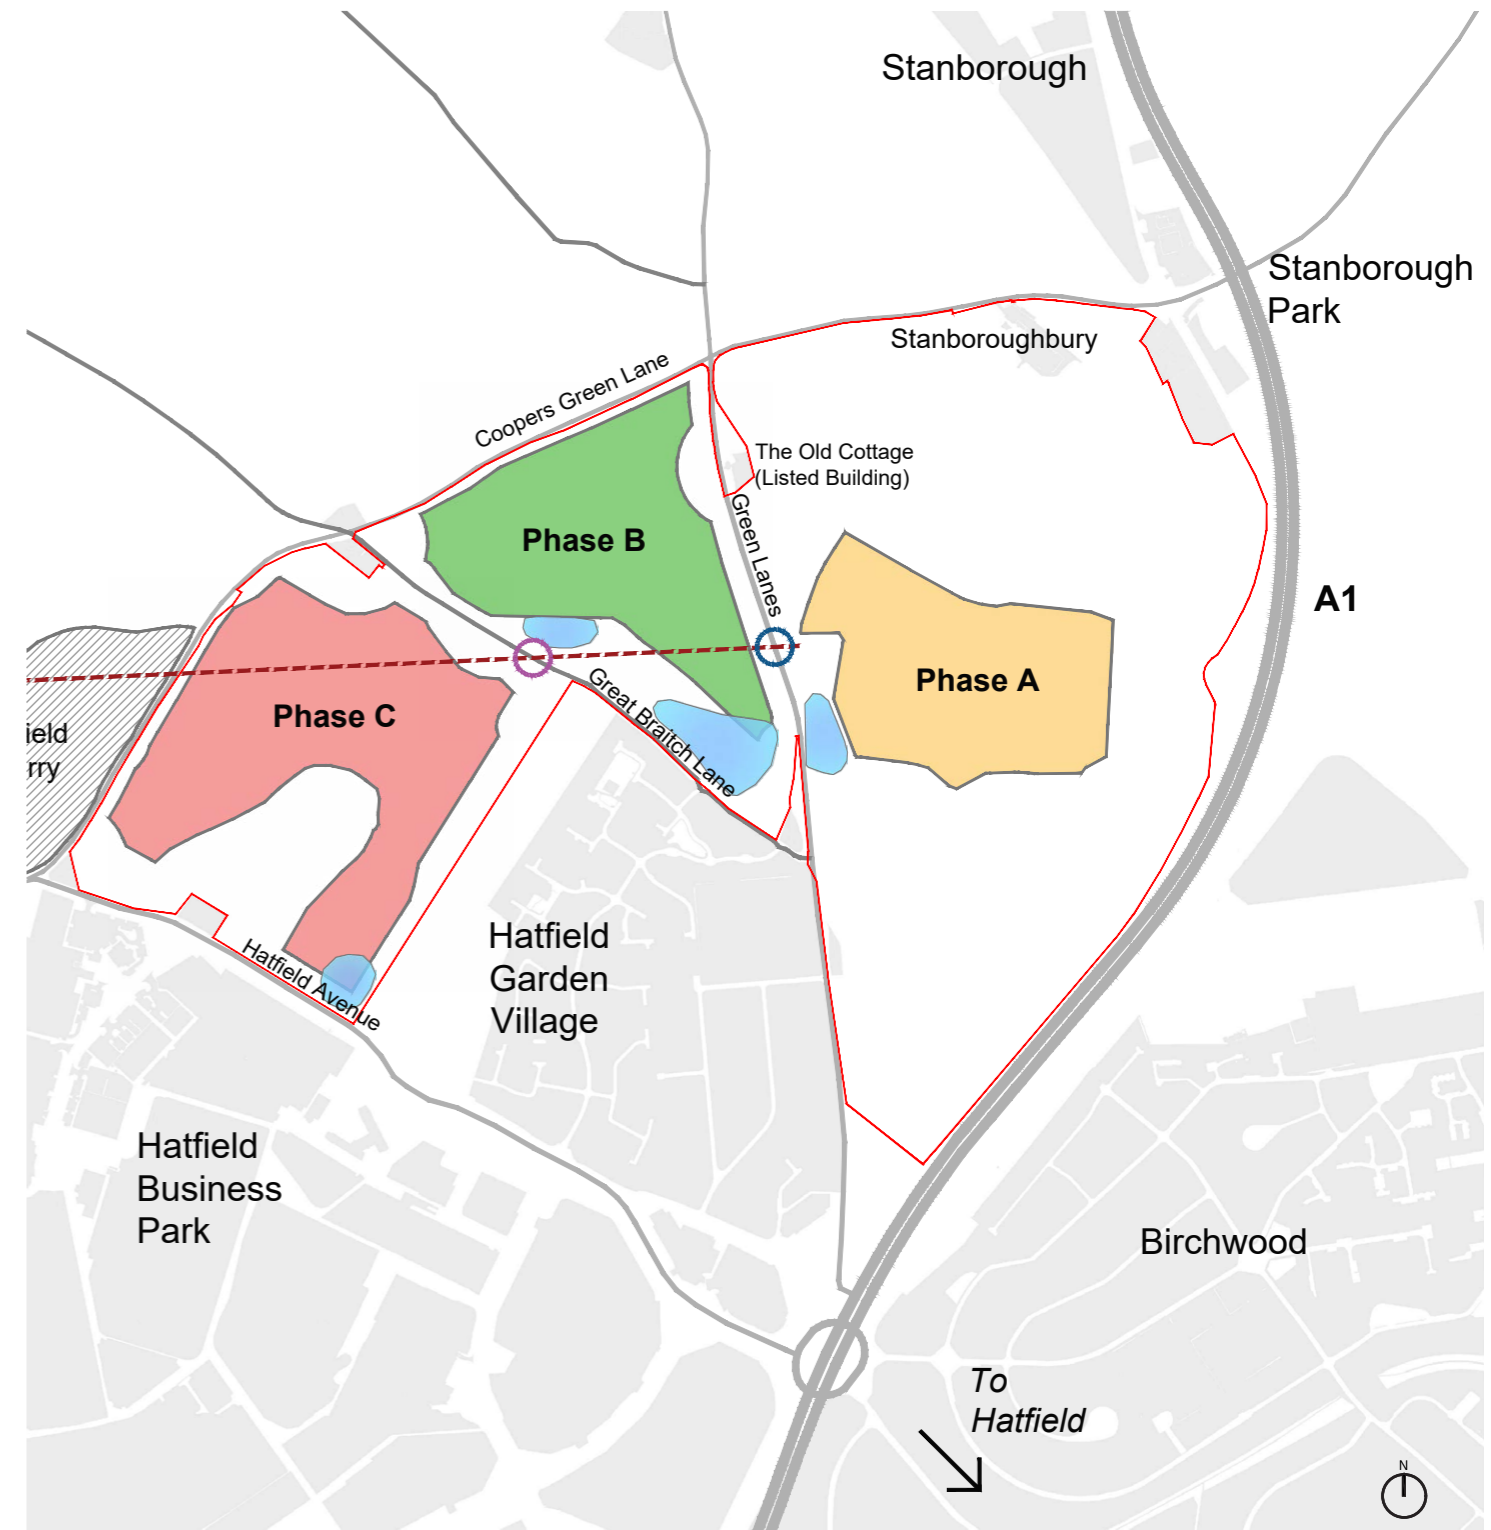 Stanborough
Stanborough
Park
Stanboroughbury
Coopers Green Lane
The Old Cottage
(Listed Building)
Green Lanes
Phase B
A1
Phase A
Great Braitch Lane
Phase C
ield
rry
Hatfield
Garden
Village
Hatfield Avenue
Hatfield
Business
Park
Birchwood
To
Hatfield
N